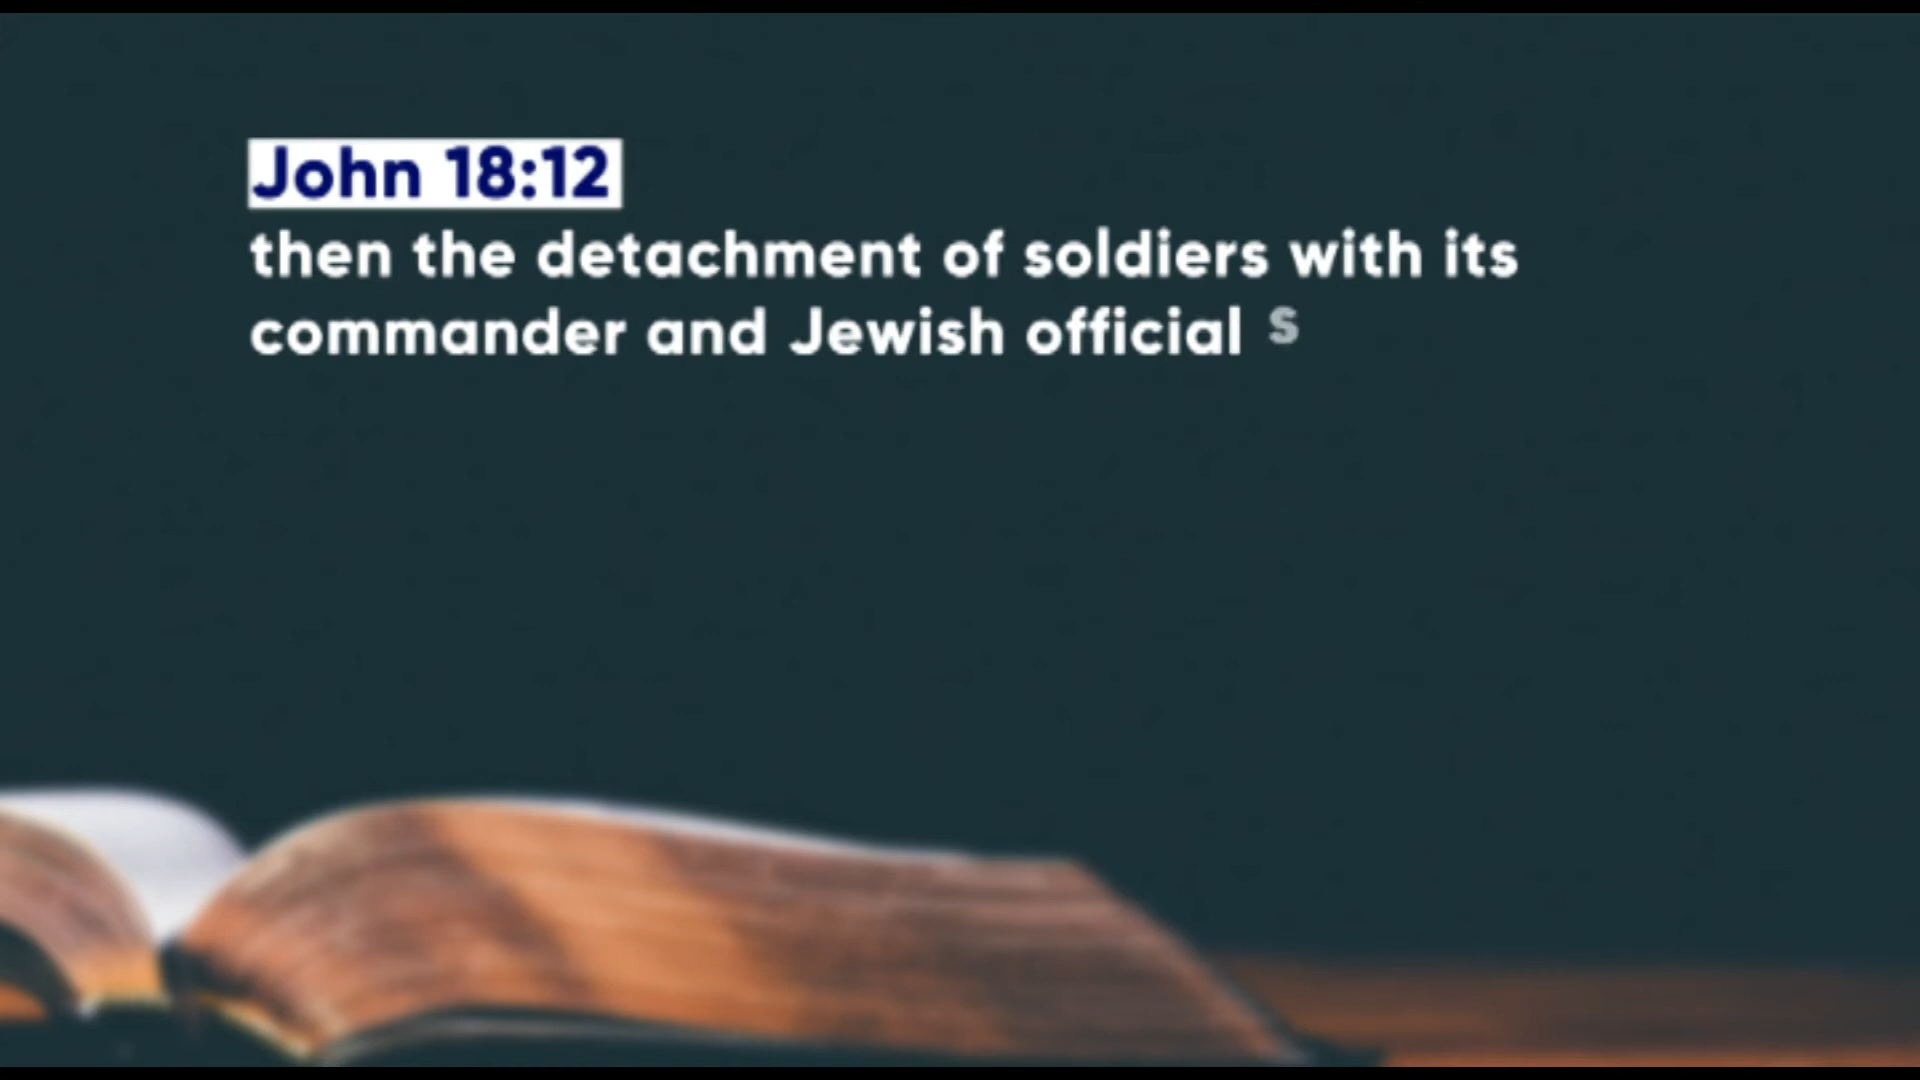 John 18:12
then the detachment of soldiers with its
commander and Jewish official s